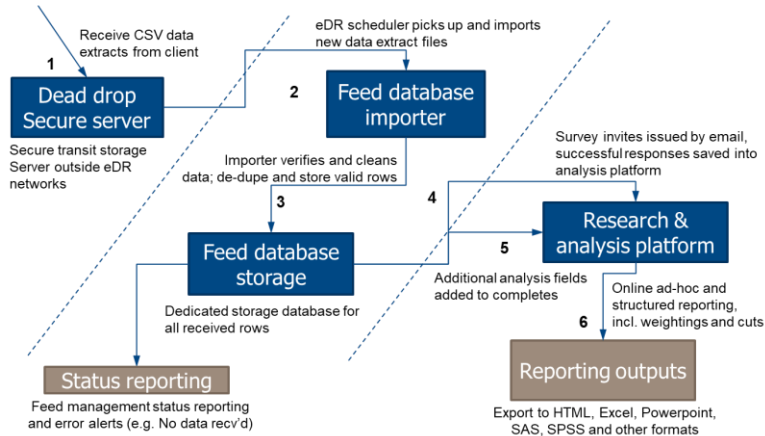 Receive CSV data
extracts from client
1
Dead drop
Secure server
Secure transit storage
Server outside eDR
networks
eDR scheduler picks up and imports
new data extract files
2
Feed database
importer
Importer verifies and cleans
data; de-dupe and store valid rows
3
Feed database
storage
Dedicated storage database for
all received rows
Status reporting
Feed management status reporting
and error alerts (e.g. No data recv'd)
Survey invites issued by email,
successful responses saved into
analysis platform
4
Research &
analysis platform
5
Additional analysis fields
added to completes
Online ad-hoc and
structured reporting,
incl. weightings and cuts
6
Reporting outputs
Export to HTML, Excel, Powerpoint,
SAS, SPSS and other formats